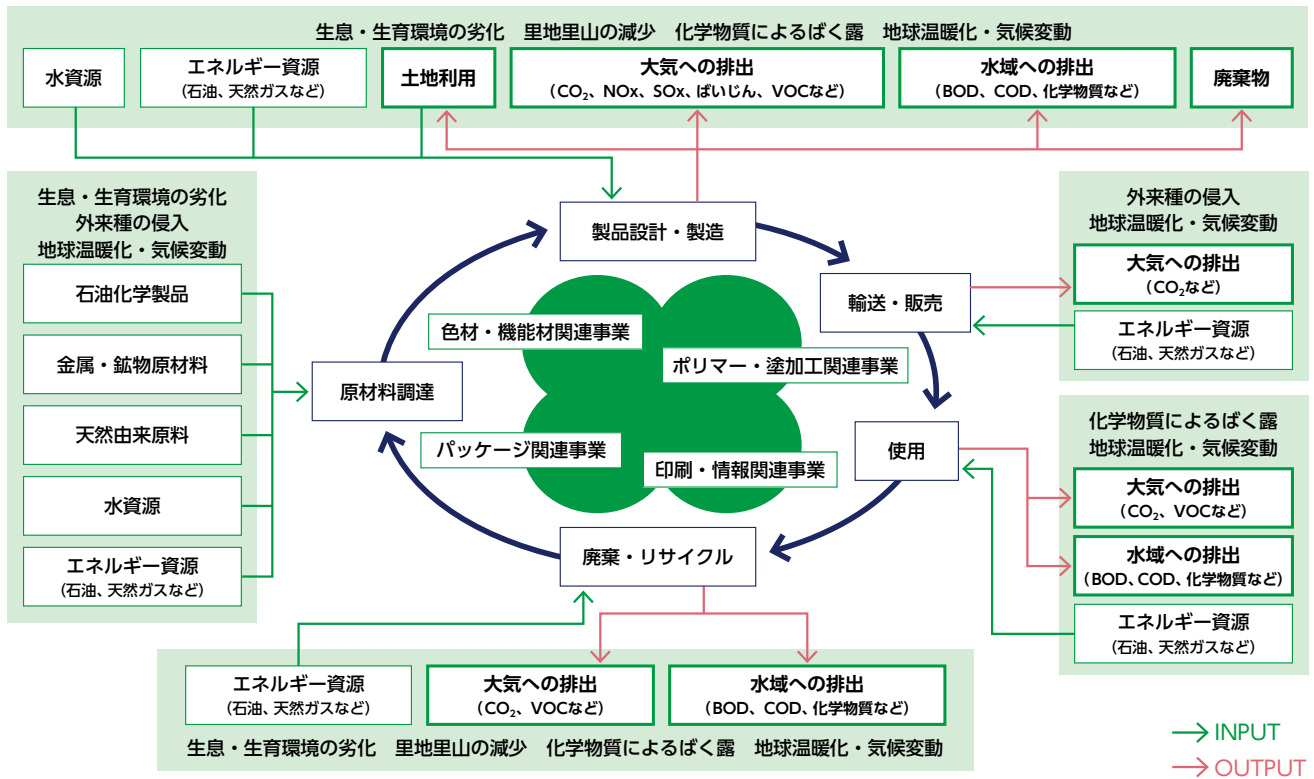 生息・生育環境の劣化　里地里山の減少　化学物質によるばく露　地球温暖化・気候変動
水資源
エネルギー資源
（石油、天然ガスなど）
土地利用
大気への排出
（CO₂、NOx、SOx、ばいじん、VOCなど）
水域への排出
（BOD、COD、化学物質など）
廃棄物
生息・生育環境の劣化
外来種の侵入
地球温暖化・気候変動
石油化学製品
金属・鉱物原材料
天然由来原料
水資源
エネルギー資源
（石油、天然ガスなど）
製品設計・製造
輸送・販売
使用
廃棄・リサイクル
原材料調達
色材・機能材関連事業
ポリマー・塗加工関連事業
パッケージ関連事業
印刷・情報関連事業
外来種の侵入
地球温暖化・気候変動
大気への排出
（CO₂など）
エネルギー資源
（石油、天然ガスなど）
化学物質によるばく露
地球温暖化・気候変動
大気への排出
（CO₂、VOCなど）
水域への排出
（BOD、COD、化学物質など）
エネルギー資源
（石油、天然ガスなど）
エネルギー資源
（石油、天然ガスなど）
大気への排出
（CO₂、VOCなど）
水域への排出
（BOD、COD、化学物質など）
生息・生育環境の劣化　里地里山の減少　化学物質によるばく露　地球温暖化・気候変動
INPUT
OUTPUT